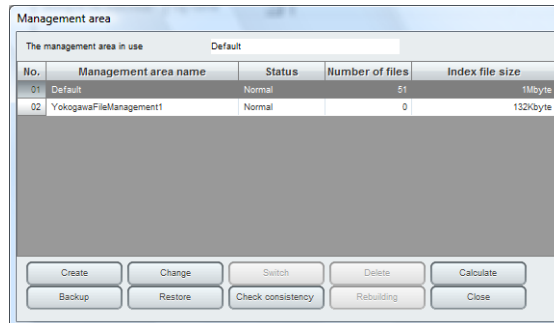 Management area
The management area in use Default
No. Management area name Status Number of files Index file size
01 Default Normal 51 1Mbyte
02 YokogawaFileManagement1 Normal 0 132Kbyte
Create Change Switch Delete Calculate
Backup Restore Check consistency Rebuilding Close